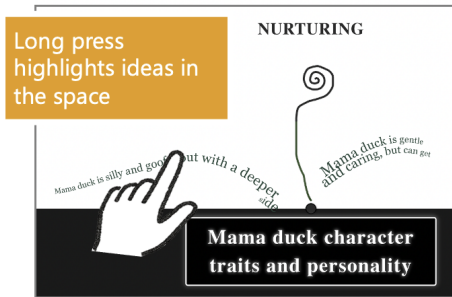 Long press
highlights ideas in
the space
NURTURING
Mama duck is silly and goof but with a deeper
side
Mama duck is gentle
and caring, but can get
Mama duck character
traits and personality